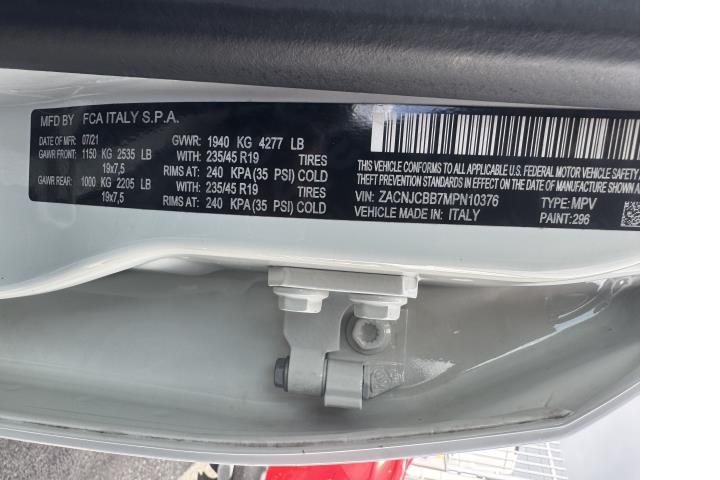 MFD BY FCA ITALY S.P.A.
DATE OF MFR: 07/21 GVWR: 1940 KG 4277 LB
GAWR FRONT: 1150 KG 2535 LB WITH: 235/45 R19 TIRES
19x7,5 RIMS AT: 240 KPA (35 PSI) COLD
GAWR REAR: 1000 KG 2205 LB WITH: 235/45 R19 TIRES
19x7,5 RIMS AT: 240 KPA (35 PSI) COLD
THIS VEHICLE CONFORMS TO ALL APPLICABLE U.S. FEDERAL MOTOR VEHICLE SAFETY,
BUMPER, AND THEFT PREVENTION STANDARDS IN EFFECT ON THE DATE OF MANUFACTURE SHOWN
VIN: ZACNJCBB7MPN10376 TYPE: MPV
VEHICLE MADE IN: ITALY PAINT: 296